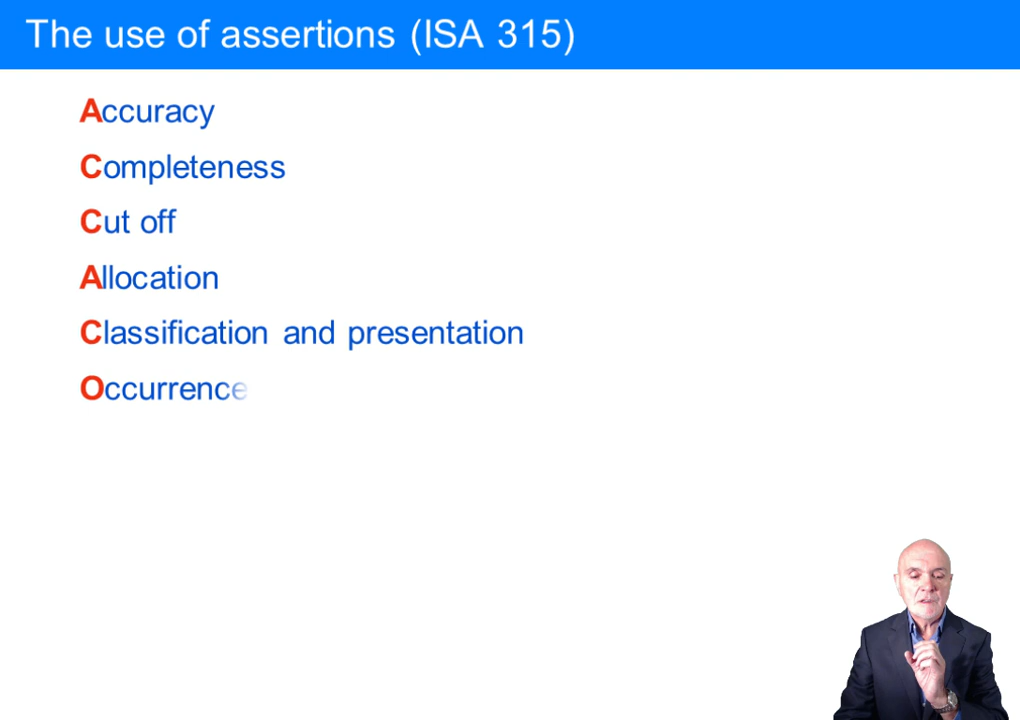 The use of assertions (ISA 315)
Accuracy
Completeness
Cut off
Allocation
Classification and presentation
Occurrence